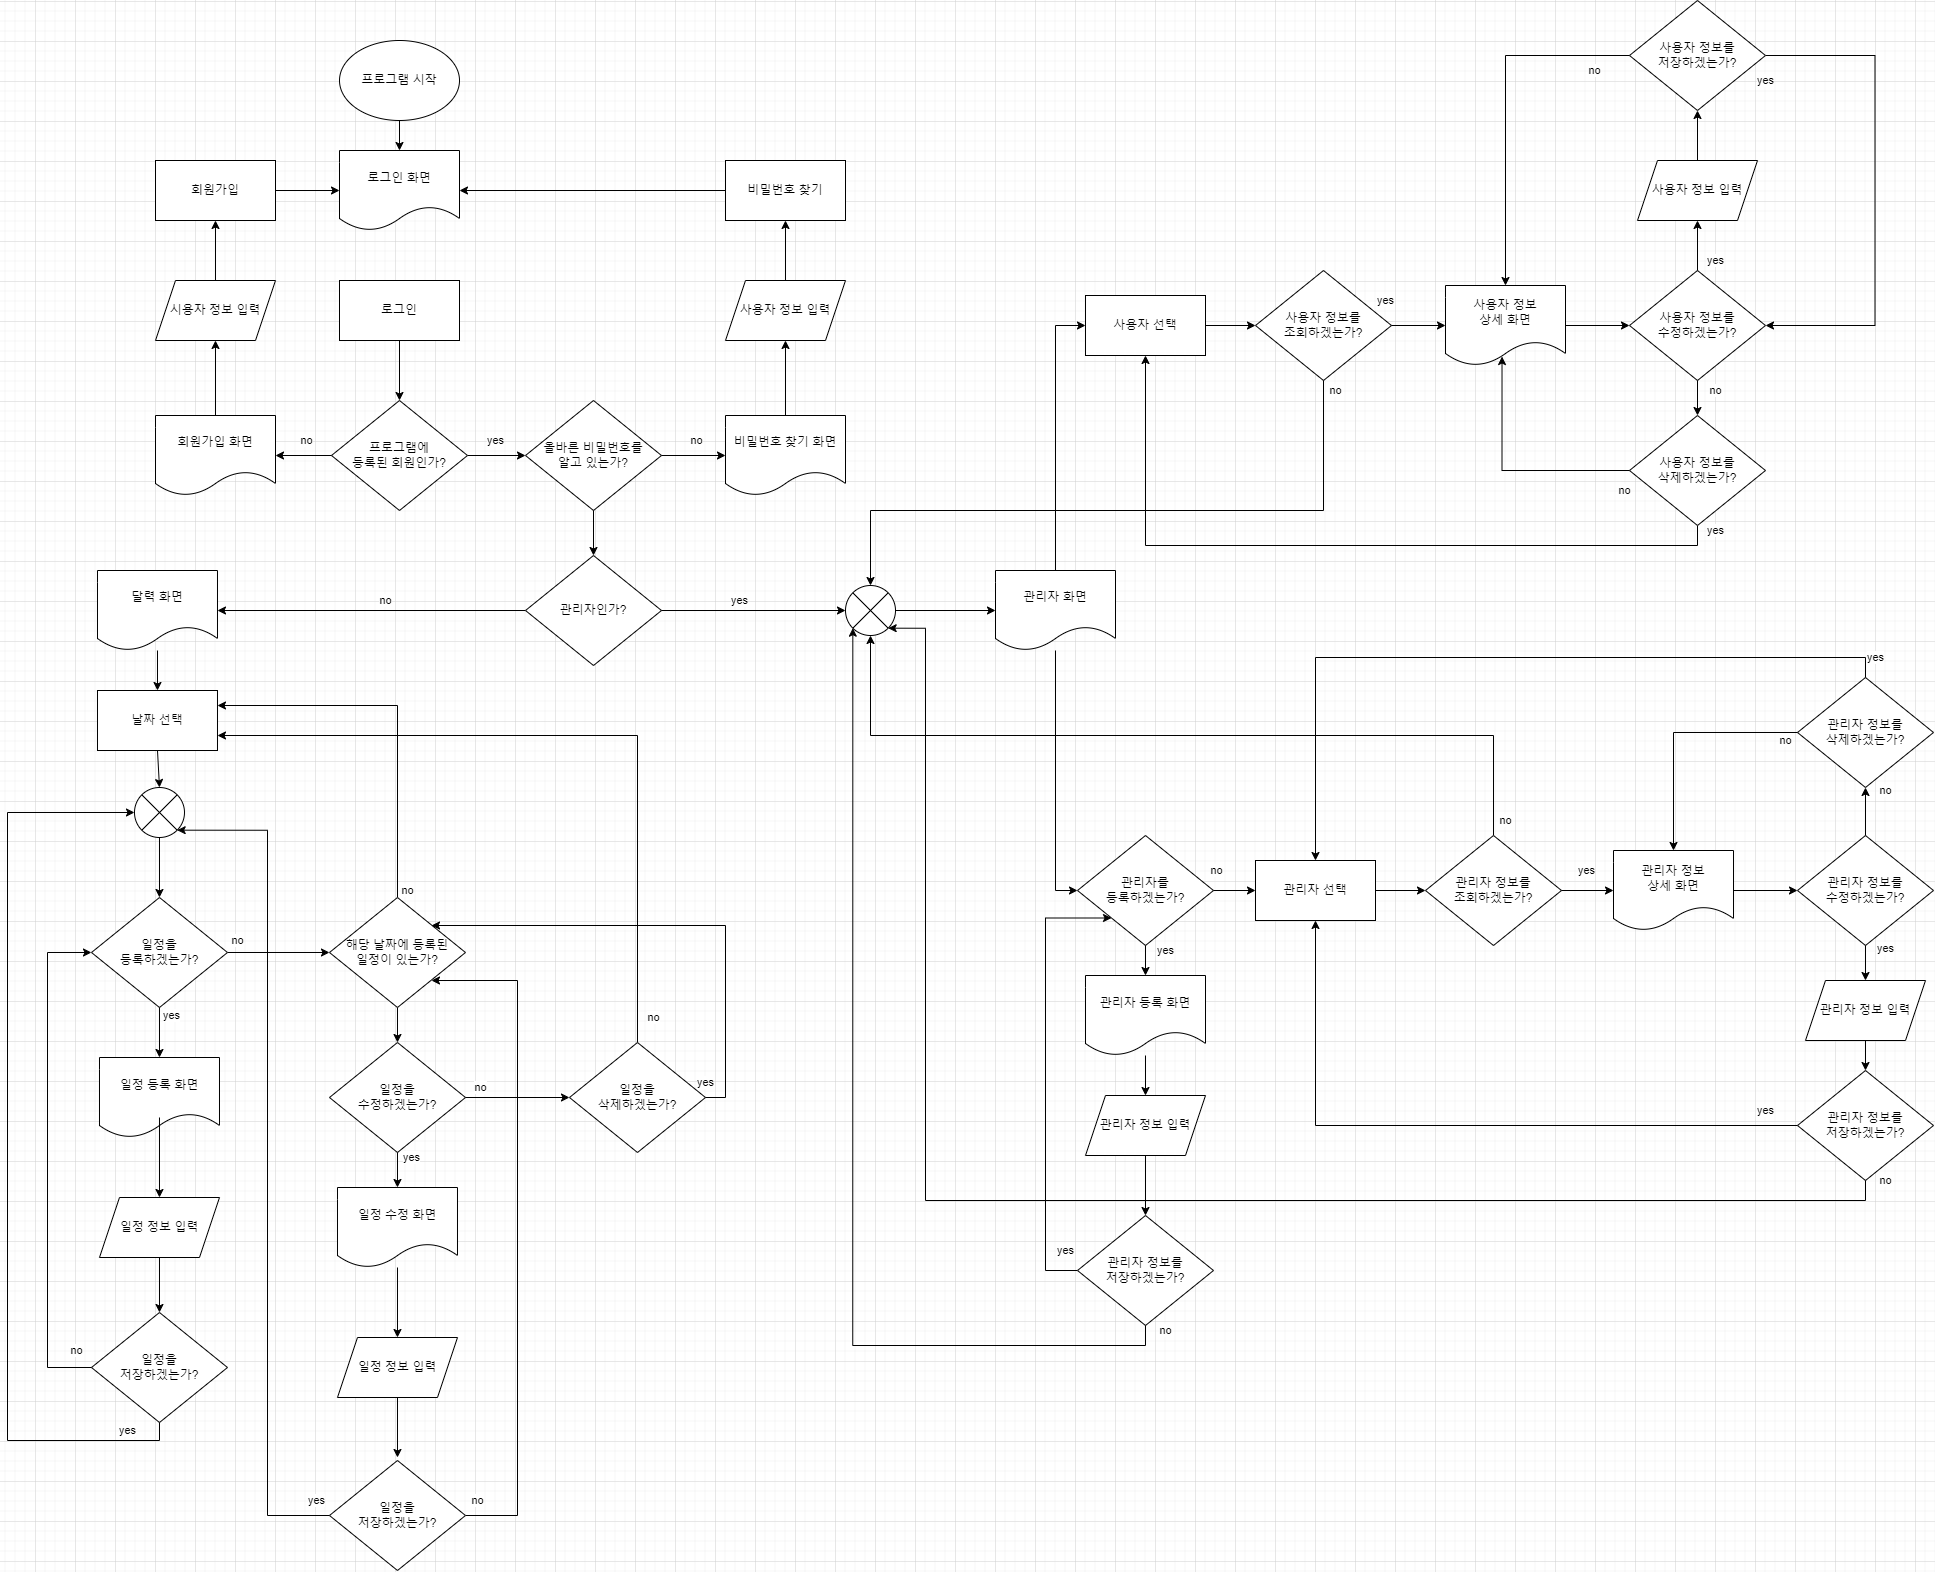 프로그램 시작
로그인 화면
회원가입
비밀번호 찾기
시용자 정보 입력
로그인
사용자 정보 입력
회원가입 화면
no
프로그램에
등록된 회원인가?
yes
올바른 비밀번호를
알고 있는가?
no
비밀번호 찾기 화면
관리자인가?
no
yes
달력 화면
날짜 선택
일정을
등록하겠는가?
no
yes
해당 날짜에 등록된
일정이 있는가?
no
일정 등록 화면
일정 정보 입력
일정을
저장하겠는가?
no
yes
일정을
수정하겠는가?
no
yes
일정을
삭제하겠는가?
no
yes
일정 수정 화면
일정 정보 입력
일정을
저장하겠는가?
yes
no
관리자 화면
사용자 선택
사용자 정보를
조회하겠는가?
yes
no
사용자 정보
상세 화면
사용자 정보를
수정하겠는가?
yes
no
사용자 정보 입력
사용자 정보를
저장하겠는가?
no
yes
사용자 정보를
삭제하겠는가?
no
yes
관리자를
등록하겠는가?
no
yes
관리자 등록 화면
관리자 정보 입력
관리자 정보를
저장하겠는가?
yes
no
관리자 선택
관리자 정보를
조회하겠는가?
no
yes
관리자 정보
상세 화면
관리자 정보를
수정하겠는가?
no
yes
관리자 정보를
삭제하겠는가?
yes
no
관리자 정보 입력
관리자 정보를
저장하겠는가?
yes
no